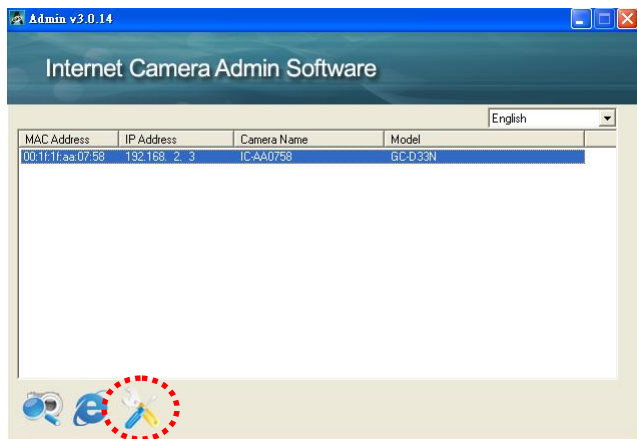 Admin v3.0.14
Internet Camera Admin Software
English
MAC Address IP Address Camera Name Model
00:1f:1f:aa:07:58 192.168. 2. 3 IC-AA0758 GC-D33N